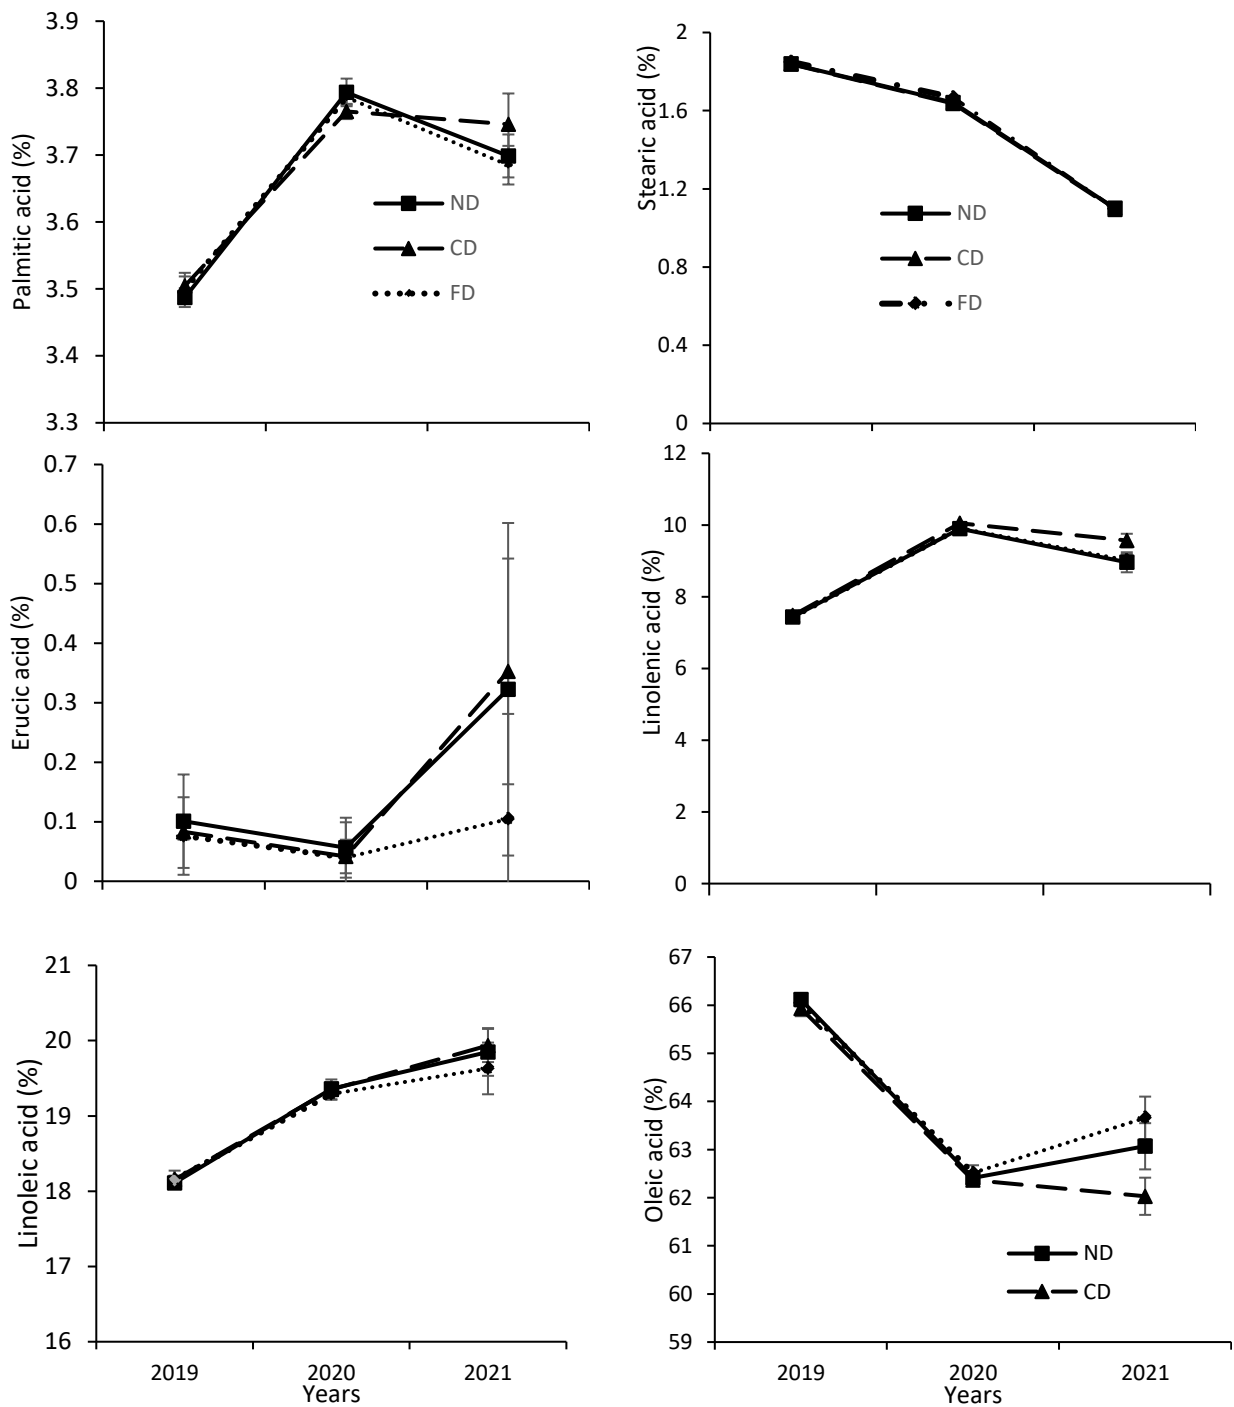 Palmitic acid (%)
3.9
3.8
3.7
3.6
3.5
3.4
3.3
ND
CD
FD
Stearic acid (%)
2
1.6
1.2
0.8
0.4
0
ND
CD
FD
Erucic acid (%)
0.7
0.6
0.5
0.4
0.3
0.2
0.1
0
Linolenic acid (%)
12
10
8
6
4
2
0
Linoleic acid (%)
21
20
19
18
17
16
2019 2020 2021
Years
Oleic acid (%)
67
66
65
64
63
62
61
60
59
ND
CD
2019 2020 2021
Years